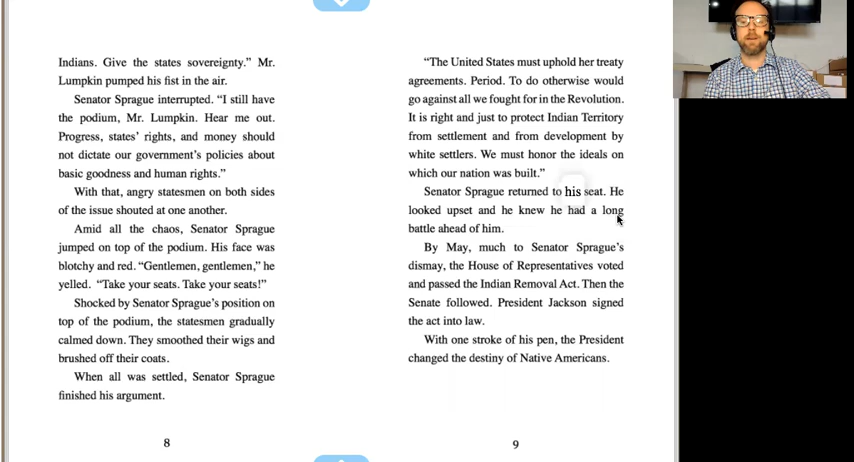 Indians. Give the states sovereignty.” Mr.
Lumpkin pumped his fist in the air.
Senator Sprague interrupted. “I still have
the podium, Mr. Lumpkin. Hear me out.
Progress, states’ rights, and money should
not dictate our government’s policies about
basic goodness and human rights.”
With that, angry statesmen on both sides
of the issue shouted at one another.
Amid all the chaos, Senator Sprague
jumped on top of the podium. His face was
blotchy and red. “Gentlemen, gentlemen,” he
yelled. “Take your seats. Take your seats!”
Shocked by Senator Sprague’s position on
top of the podium, the statesmen gradually
calmed down. They smoothed their wigs and
brushed off their coats.
When all was settled, Senator Sprague
finished his argument.
8
“The United States must uphold her treaty
agreements. Period. To do otherwise would
go against all we fought for in the Revolution.
It is right and just to protect Indian Territory
from settlement and from development by
white settlers. We must honor the ideals on
which our nation was built.”
Senator Sprague returned to his seat. He
looked upset and he knew he had a long
battle ahead of him.
By May, much to Senator Sprague’s
dismay, the House of Representatives voted
and passed the Indian Removal Act. Then the
Senate followed. President Jackson signed
the act into law.
With one stroke of his pen, the President
changed the destiny of Native Americans.
9